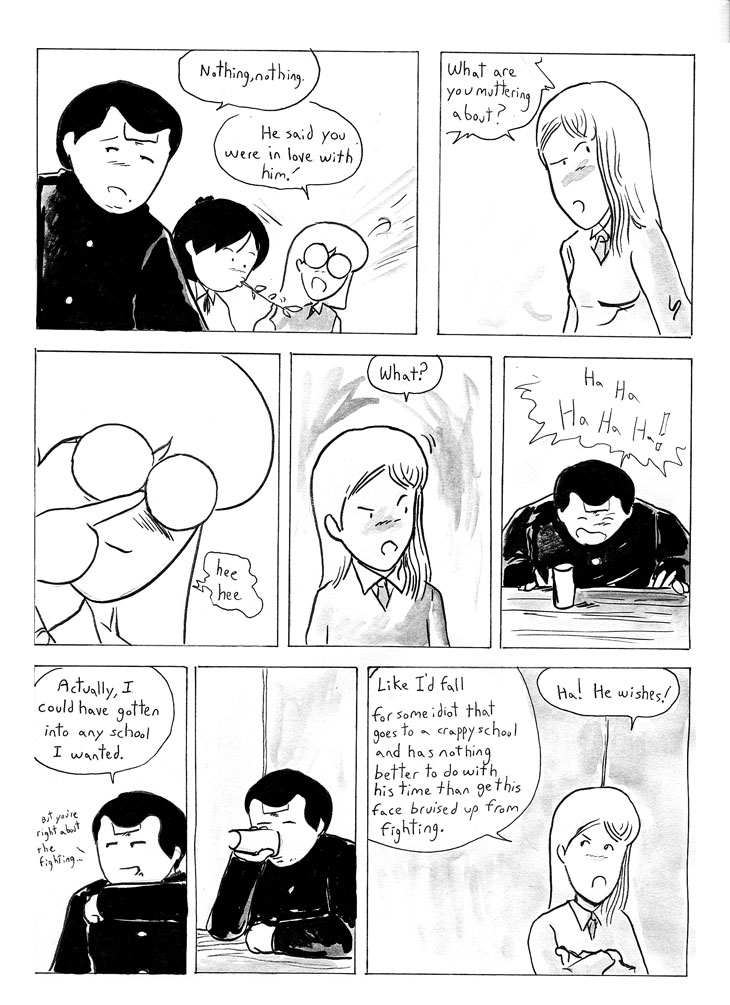 What are
you muttering
about?
Nothing, nothing.
He said you
were in love with
him!
Ha Ha
Ha Ha Ha!
What?
hee
hee
Ha! He wishes!
Like I'd fall
for some idiot that
goes to a crappy school
and has nothing
better to do with
his time than get his
face bruised up from
fighting.
Actually, I
could have gotten
into any school
I wanted.
But you're
right about
the
fighting...